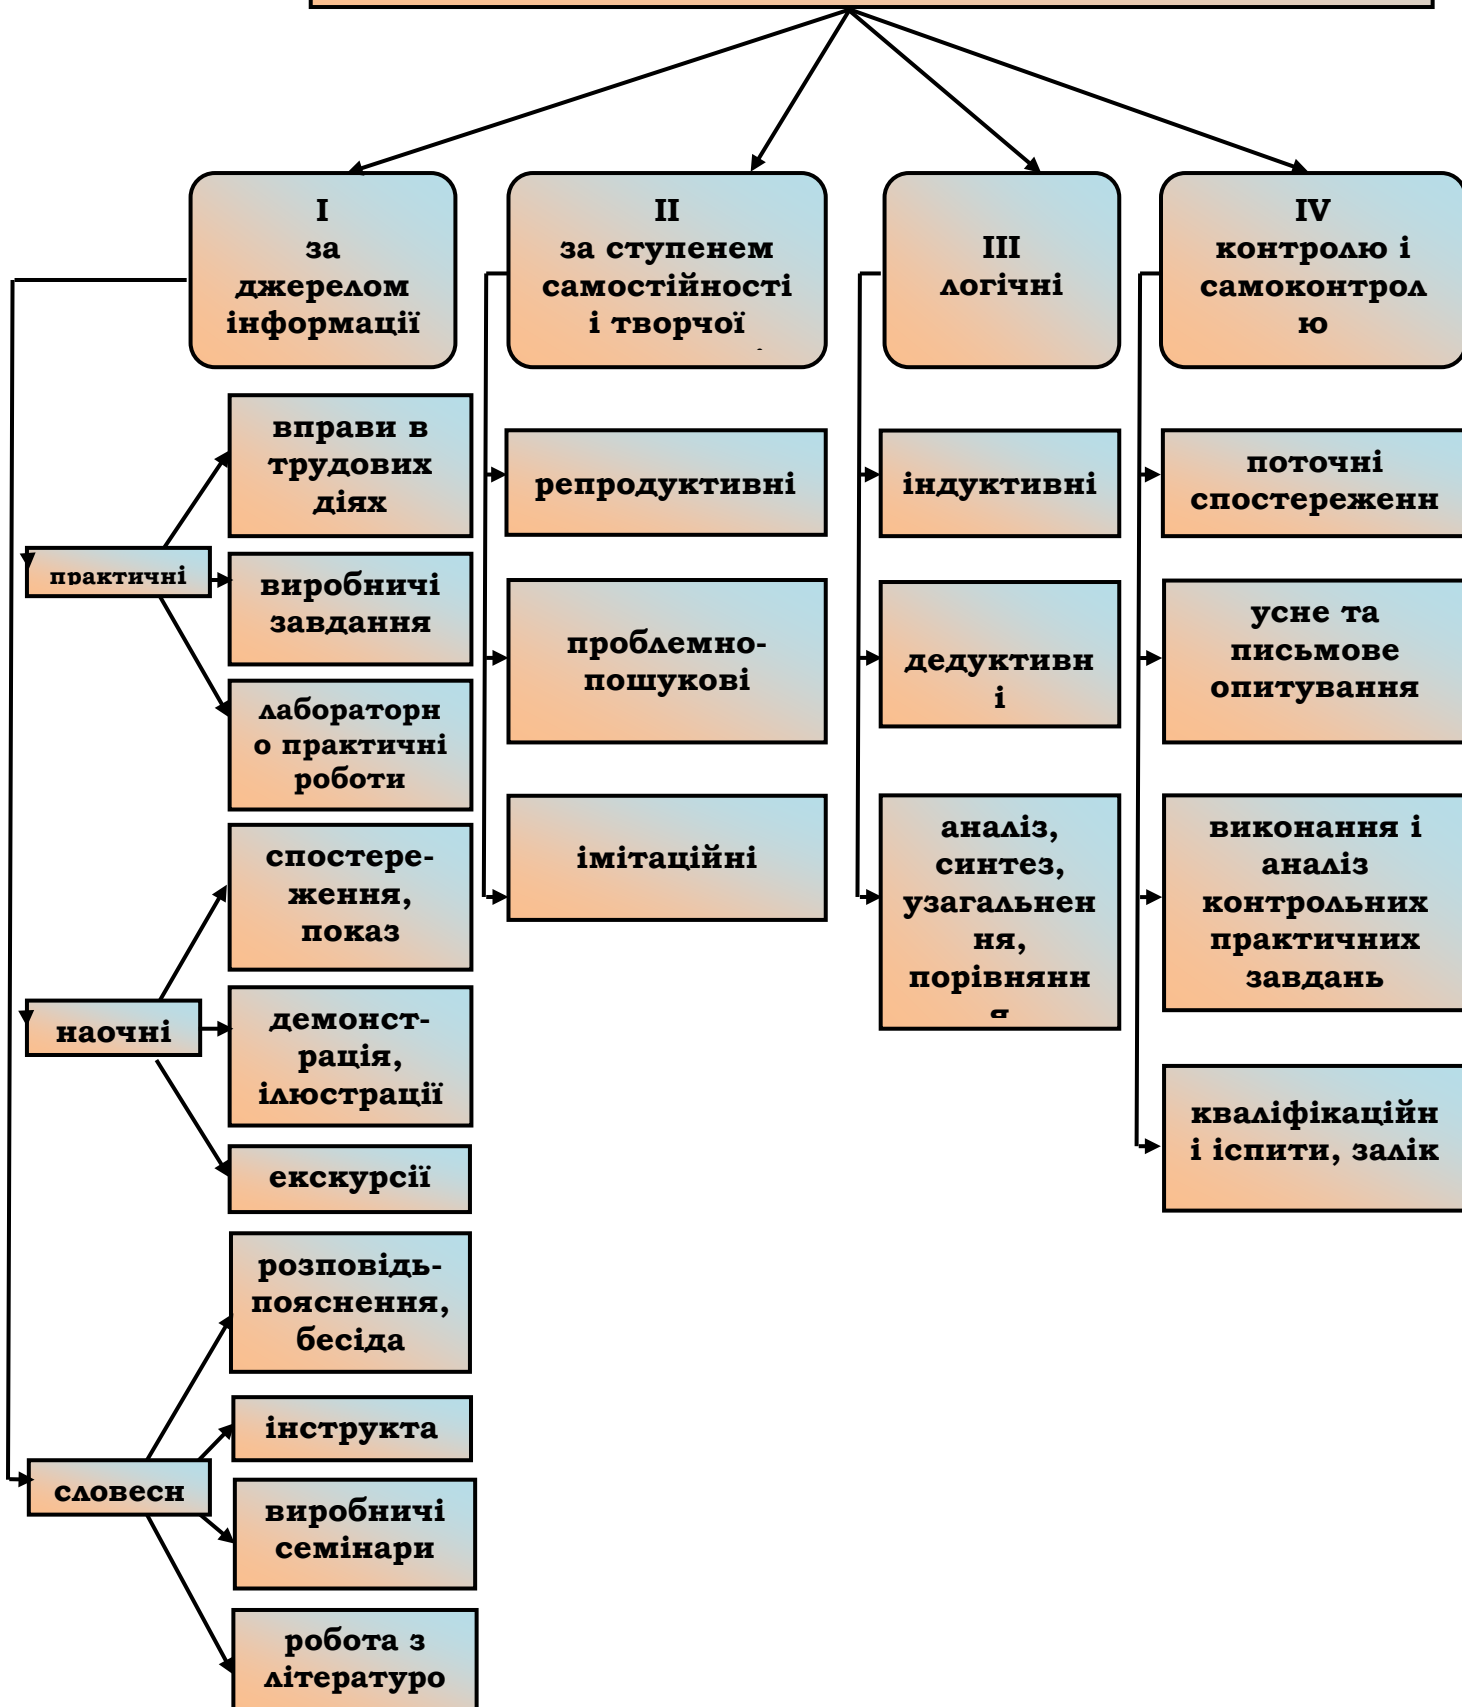 I
за
джерелом
інформації
II
за ступенем
самостійності
і творчої
III
логічні
IV
контролю і
самоконтрол
ю
вправи в
трудових
діях
практичні
виробничі
завдання
лабораторн
о практичні
роботи
спостере-
ження,
показ
наочні
демонст-
рація,
ілюстрації
екскурсії
розповідь-
пояснення,
бесіда
інструкта
словесн
виробничі
семінари
робота з
літературо
репродуктивні
проблемно-
пошукові
імітаційні
індуктивні
дедуктивн
і
аналіз,
синтез,
узагальнен
ня,
порівнянн
я
поточні
спостереженн
усне та
письмове
опитування
виконання і
аналіз
контрольних
практичних
завдань
кваліфікаційн
і іспити, залік